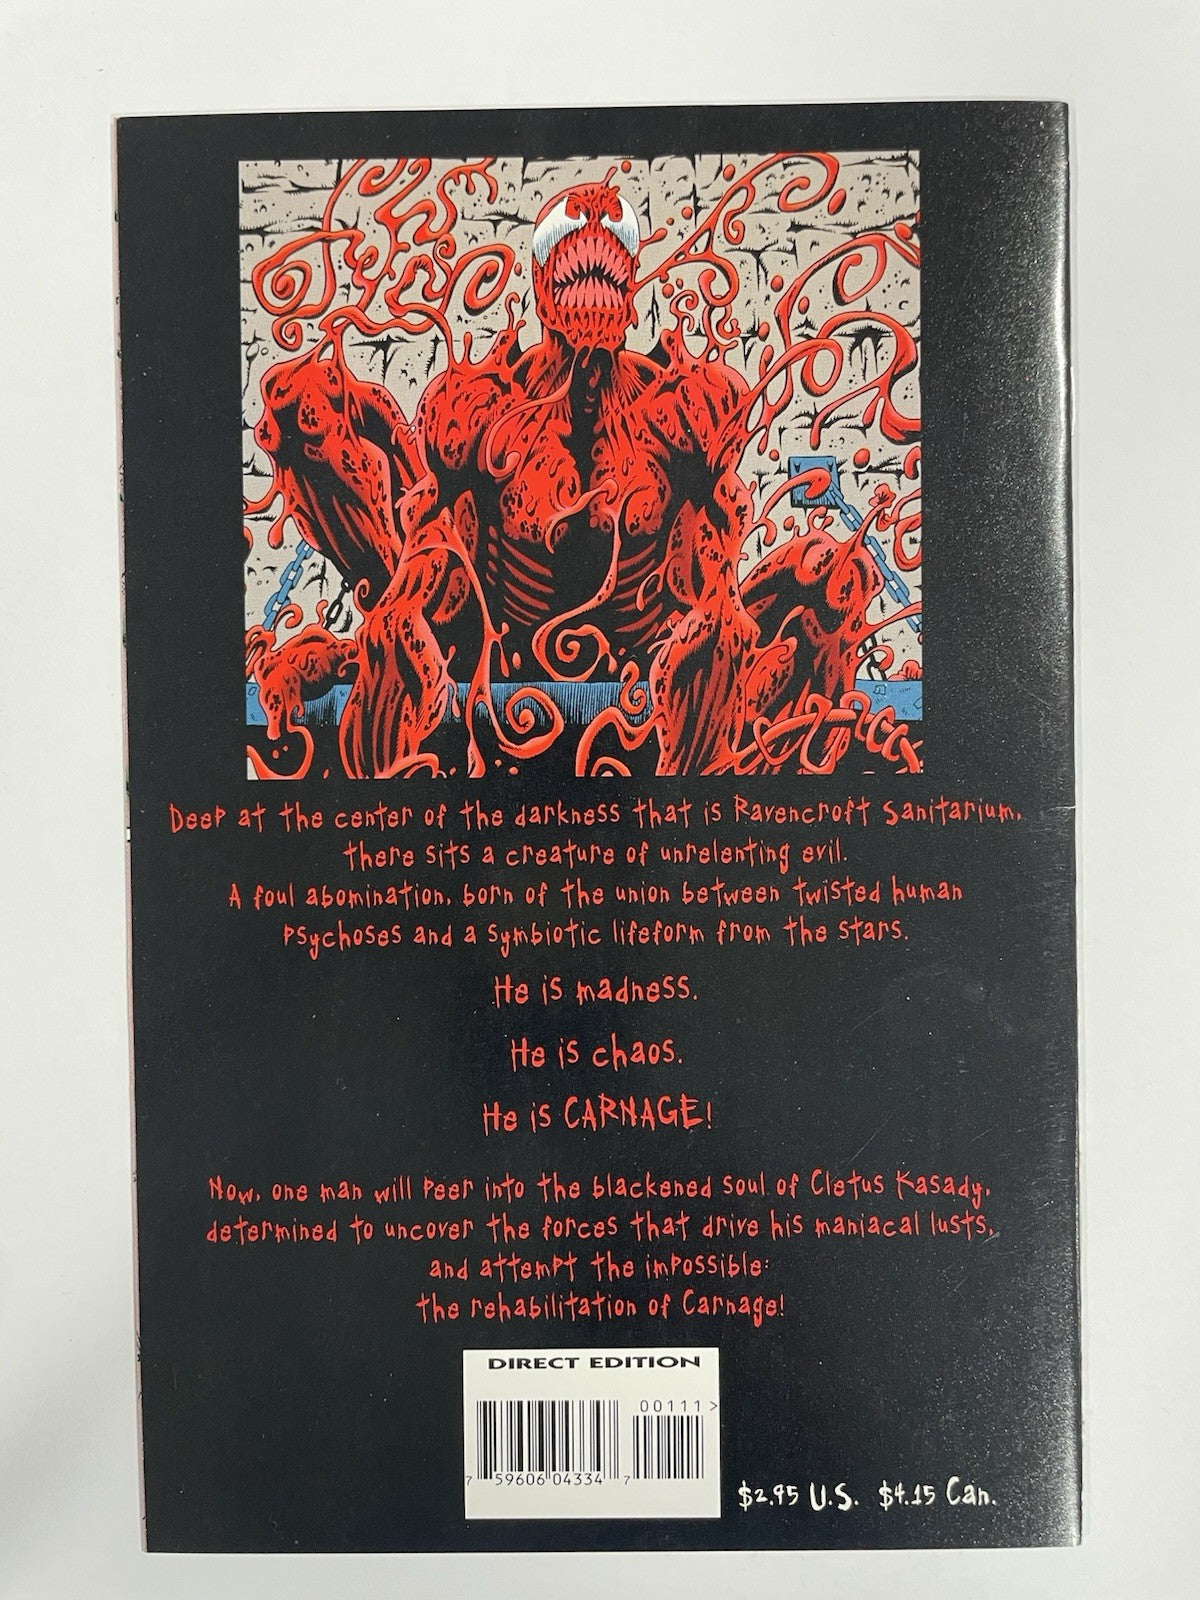 Deep at the center of the darkness that is Ravencroft Sanitarium,
there sits a creature of unrelenting evil.
A foul abomination, born of the union between twisted human
psychoses and a symbiotic lifeform from the stars.
He is madness.
He is chaos.
He is CARNAGE!
Now, one man will peer into the blackened soul of Cletus Kasady,
determined to uncover the forces that drive his maniacal lusts,
and attempt the impossible:
the rehabilitation of Carnage!
DIRECT EDITION
00111 >
7 59606 04334 7
$2.95 U.S. $4.15 Can.